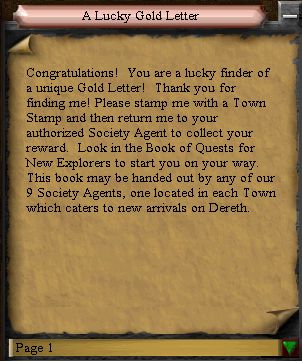 A Lucky Gold Letter
Congratulations!  You are a lucky finder of
a unique Gold Letter!  Thank you for
finding me! Please stamp me with a Town
Stamp and then return me to your
authorized Society Agent to collect your
reward.  Look in the Book of Quests for
New Explorers to start you on your way.
This book may be handed out by any of our
9 Society Agents, one located in each Town
which caters to new arrivals on Dereth.
Page 1